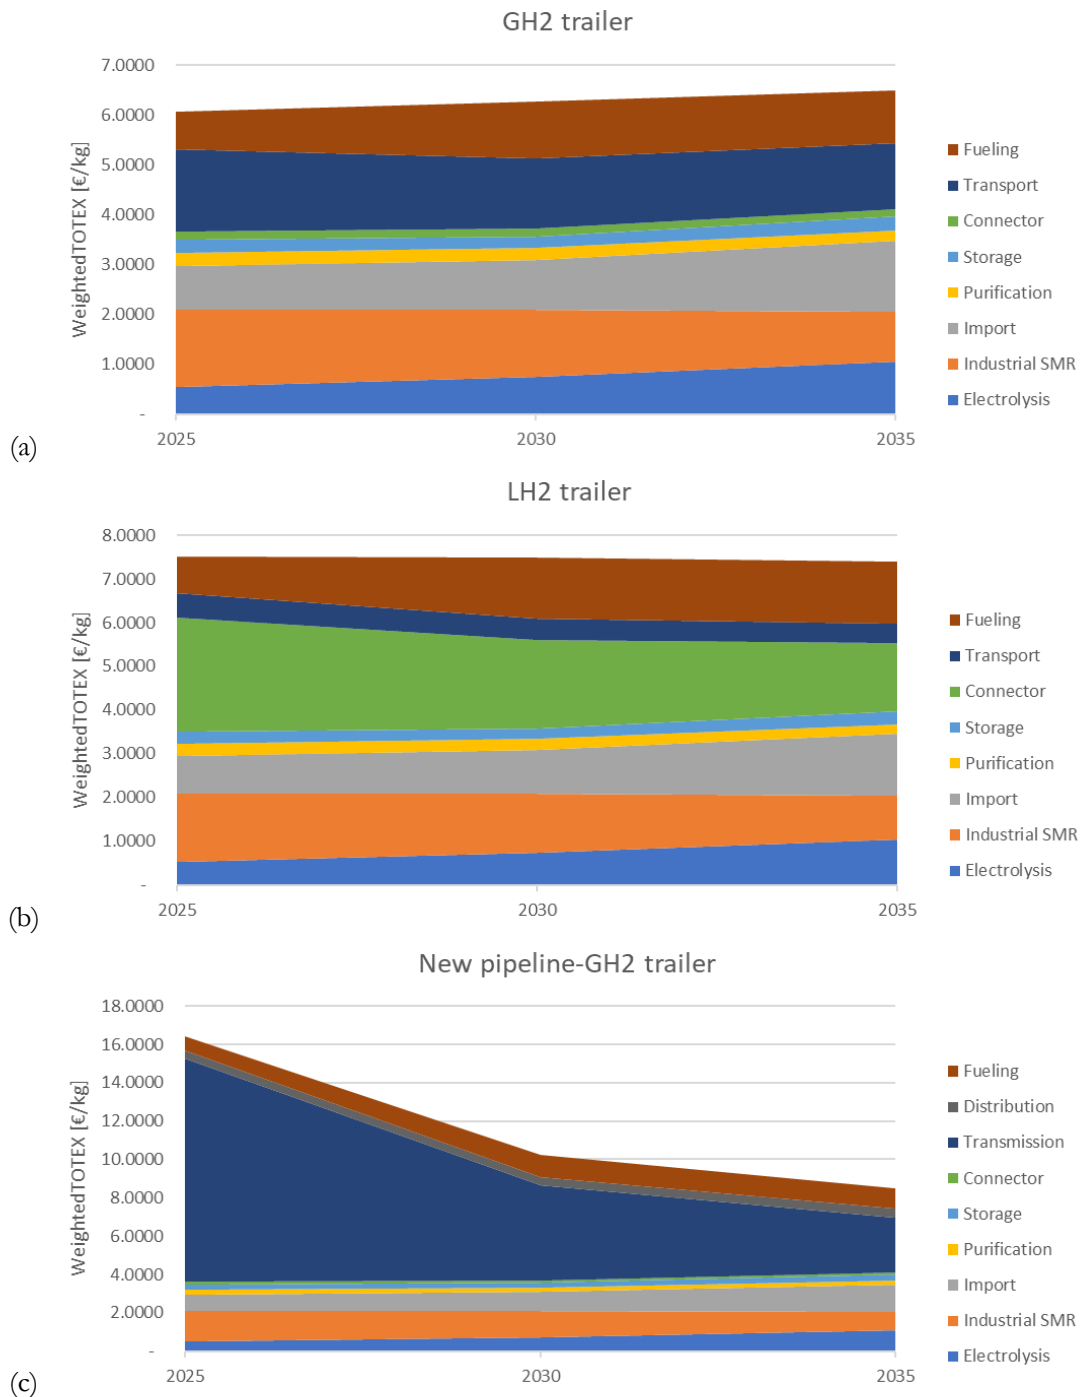 GH2 trailer
WeightedTOTEX [€/kg]
7.0000
6.0000
5.0000
4.0000
3.0000
2.0000
1.0000
-
2025
2030
2035
Fueling
Transport
Connector
Storage
Purification
Import
Industrial SMR
Electrolysis
(a)
LH2 trailer
WeightedTOTEX [€/kg]
8.0000
7.0000
6.0000
5.0000
4.0000
3.0000
2.0000
1.0000
-
2025
2030
2035
Fueling
Transport
Connector
Storage
Purification
Import
Industrial SMR
Electrolysis
(b)
New pipeline-GH2 trailer
WeightedTOTEX [€/kg]
18.0000
16.0000
14.0000
12.0000
10.0000
8.0000
6.0000
4.0000
2.0000
-
2025
2030
2035
Fueling
Distribution
Transmission
Connector
Storage
Purification
Import
Industrial SMR
Electrolysis
(c)